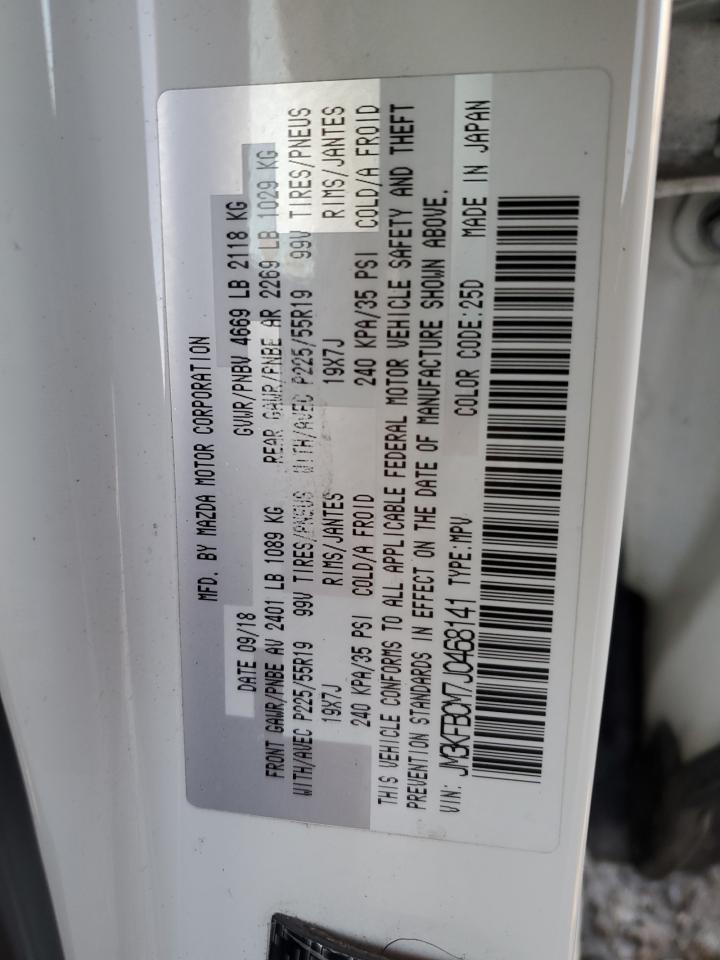 MFD. BY MAZDA MOTOR CORPORATION
DATE 09/18 GVWR/PNBV 4669 LB 2118 KG
FRONT GAWR/PNBE AV 2401 LB 1089 KG REAR GAWR/PNBE AR 2269 LB 1029 KG
WITH/AVEC P225/55R19 99V TIRES/PNEUS WITH/AVEC P225/55R19 99V TIRES/PNEUS
19X7J RIMS/JANTES 19X7J RIMS/JANTES
240 KPA/35 PSI COLD/A FROID 240 KPA/35 PSI COLD/A FROID
THIS VEHICLE CONFORMS TO ALL APPLICABLE FEDERAL MOTOR VEHICLE SAFETY AND THEFT
PREVENTION STANDARDS IN EFFECT ON THE DATE OF MANUFACTURE SHOWN ABOVE.
VIN: JM3KFBCM7J0468141 TYPE:MPV COLOR CODE:25D MADE IN JAPAN